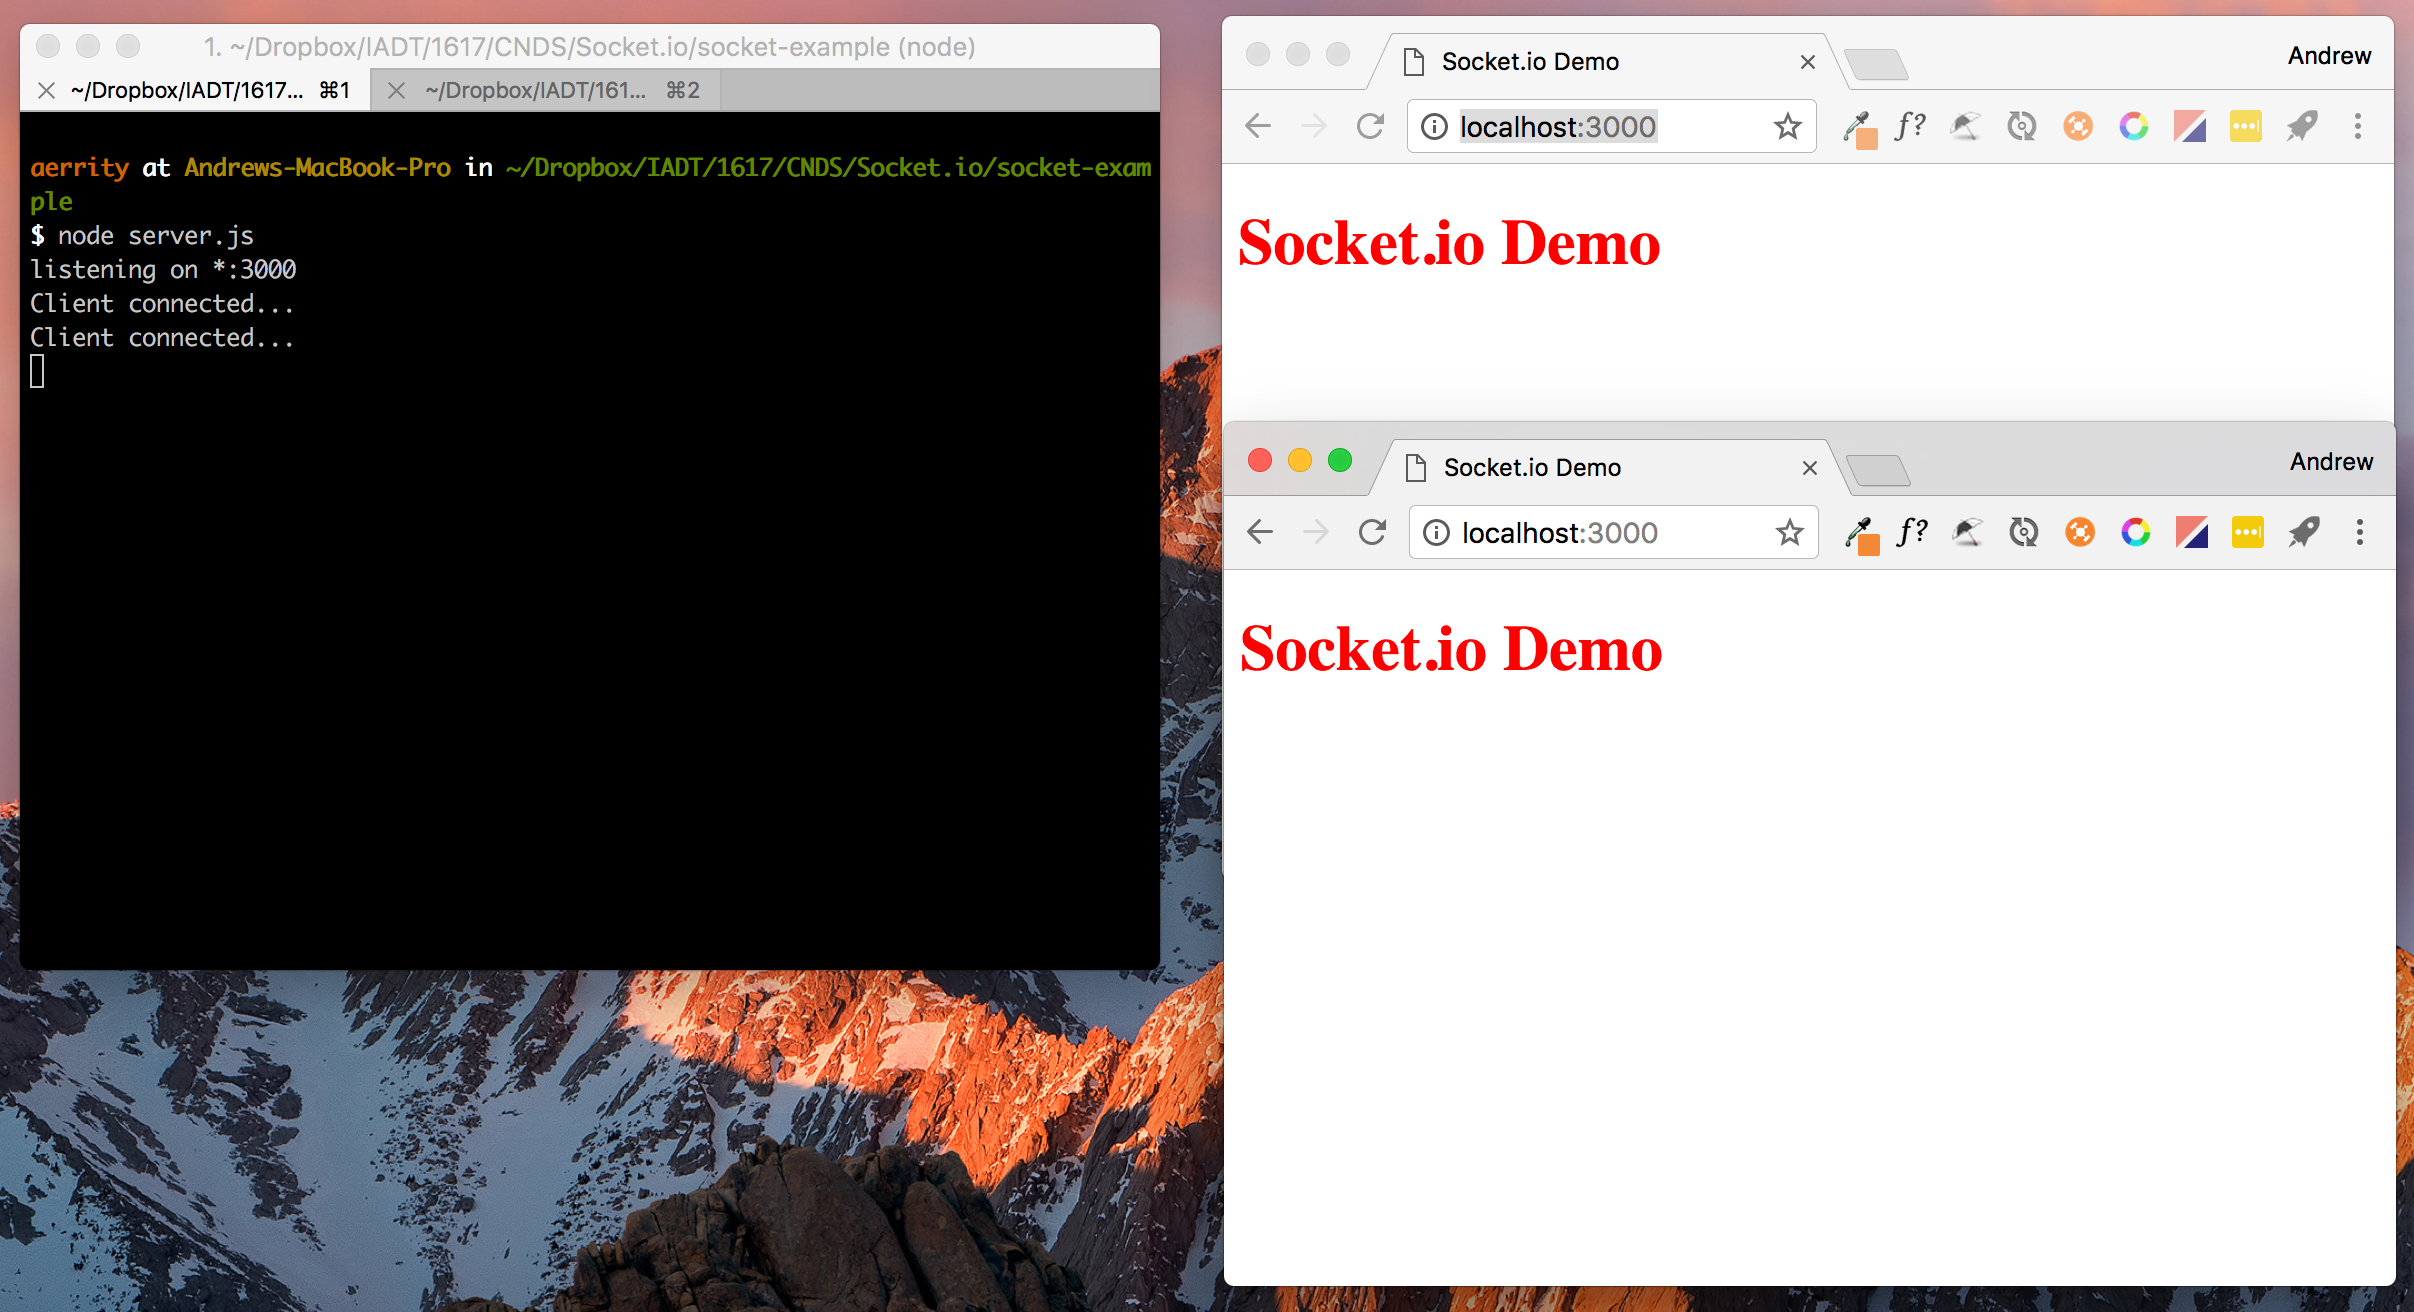 1. ~/Dropbox/IADT/1617/CNDS/Socket.io/socket-example (node)
~/Dropbox/IADT/1617... ⌘1
~/Dropbox/IADT/161... ⌘2
aerrity at Andrews-MacBook-Pro in ~/Dropbox/IADT/1617/CNDS/Socket.io/socket-exam
ple
$ node server.js
listening on *:3000
Client connected...
Client connected...
Socket.io Demo
Andrew
localhost:3000
f?
Socket.io Demo
Socket.io Demo
Andrew
localhost:3000
f?
Socket.io Demo